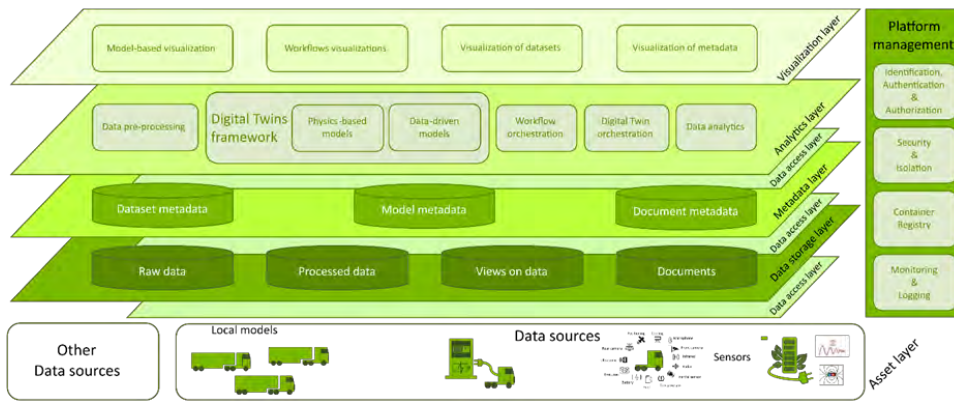 Model-based visualization
Workflows visualizations
Visualization of datasets
Visualization of metadata
Visualization layer
Data pre-processing
Digital Twins
framework
Physics-based
models
Data-driven
models
Workflow
orchestration
Digital Twin
orchestration
Data analytics
Analytics layer
Data access layer
Dataset metadata
Model metadata
Document metadata
Metadata layer
Data access layer
Raw data
Processed data
Views on data
Documents
Data storage layer
Data access layer
Platform
management
Identification,
Authentication
&
Authorization
Security
&
Isolation
Container
Registry
Monitoring
&
Logging
Other
Data sources
Local models
Data sources
Sensors
Asset layer